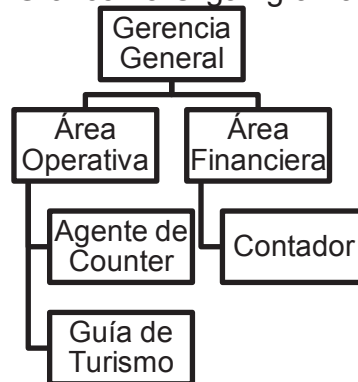 Gerencia
General
Área
Operativa
Área
Financiera
Agente de
Counter
Contador
Guía de
Turismo